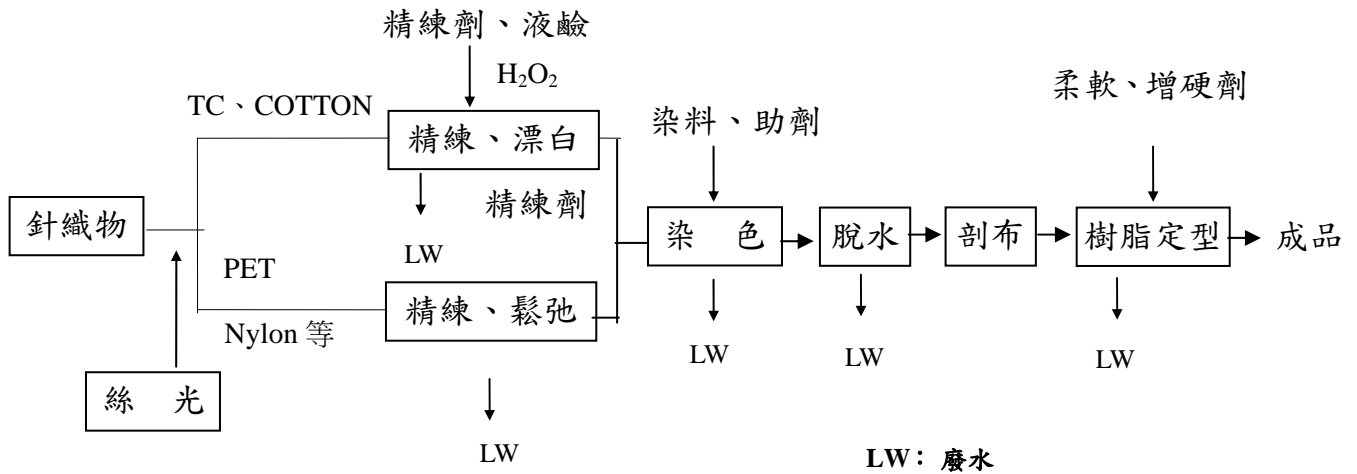 精練劑、液鹼
H₂O₂
柔軟、增硬劑
TC、COTTON
染料、助劑
精練、漂白
精練劑
針織物
染 色
脫水
剖布
樹脂定型
成品
LW
PET
精練、鬆弛
Nylon 等
LW
LW
LW
絲 光
LW
LW：廢水